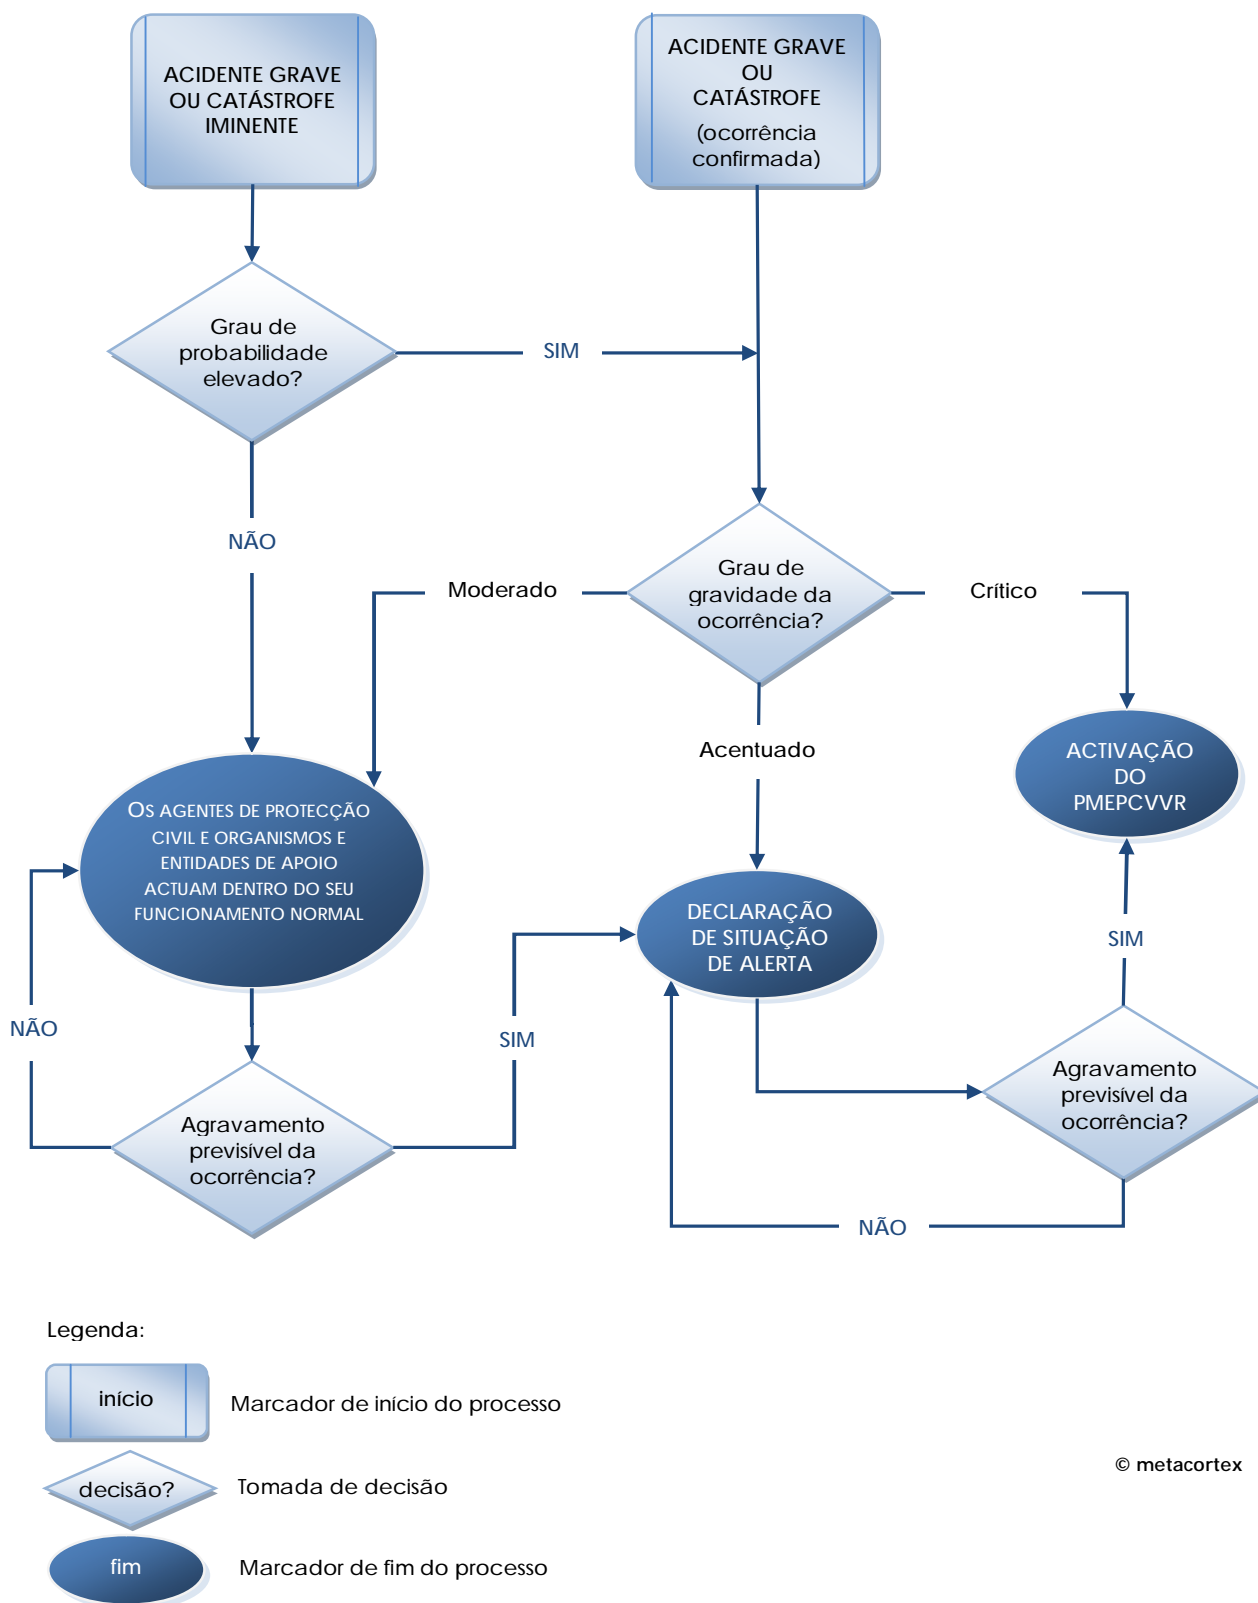 ACIDENTE GRAVE
OU CATÁSTROFE
IMINENTE
ACIDENTE GRAVE
OU
CATÁSTROFE
(ocorrência
confirmada)
Grau de
probabilidade
elevado?
SIM
NÃO
Grau de
gravidade da
ocorrência?
Moderado
Crítico
Acentuado
ACTIVAÇÃO
DO
PMEPCVVR
OS AGENTES DE PROTECÇÃO
CIVIL E ORGANISMOS E
ENTIDADES DE APOIO
ACTUAM DENTRO DO SEU
FUNCIONAMENTO NORMAL
DECLARAÇÃO
DE SITUAÇÃO
DE ALERTA
SIM
NÃO
SIM
Agravamento
previsível da
ocorrência?
Agravamento
previsível da
ocorrência?
NÃO
Legenda:
início
Marcador de início do processo
decisão?
Tomada de decisão
© metacortex
fim
Marcador de fim do processo